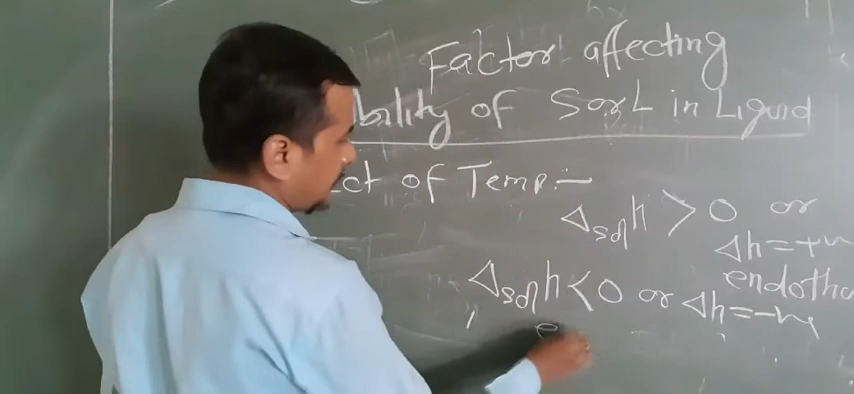 Factor affecting
bility of S or L in Liquid
ct of Temp:-
Δsolh > 0 or
Δh = +ve
endothe
Δsolh < 0 or Δh = -ve
e